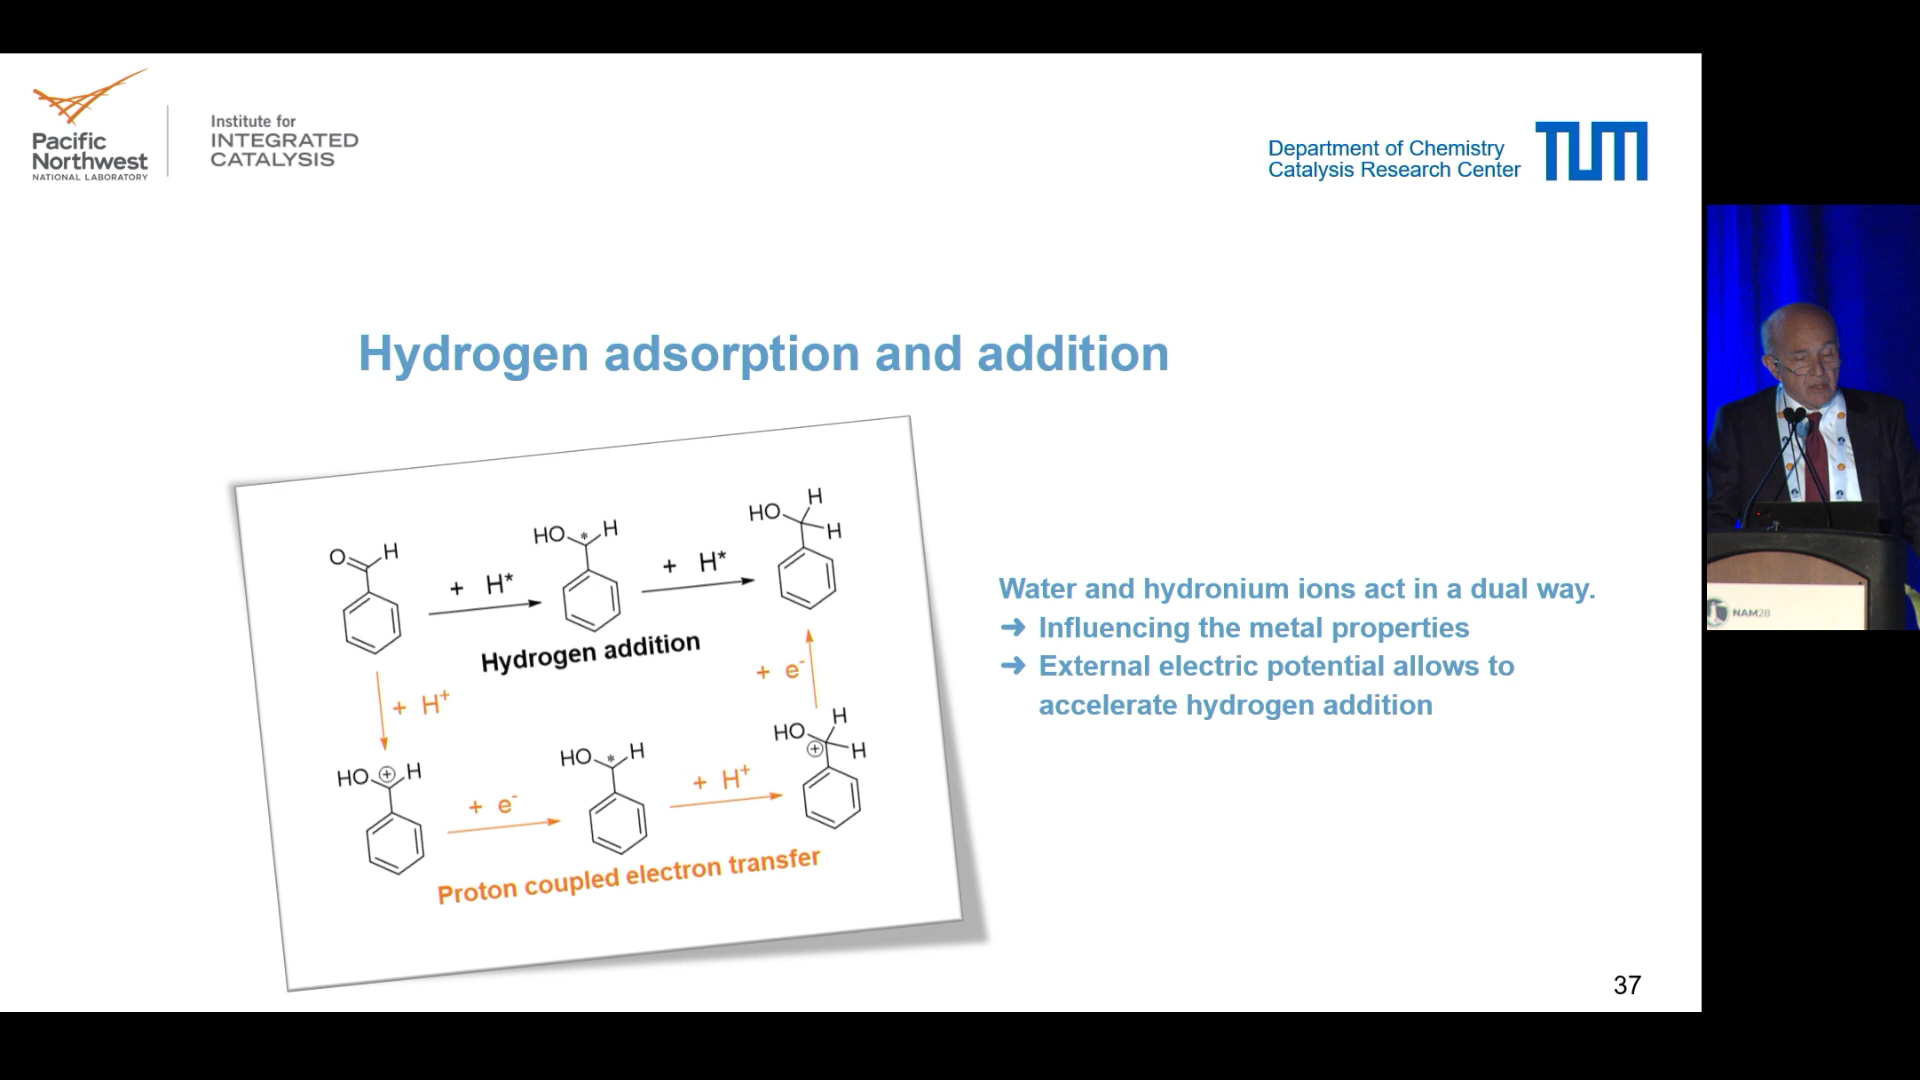 Pacific
Northwest
NATIONAL LABORATORY
Institute for
INTEGRATED
CATALYSIS
Department of Chemistry
Catalysis Research Center
TUM
Hydrogen adsorption and addition
O H
+ H*
HO * H
+ H*
HO H
H
Hydrogen addition
+ H⁺
+ e⁻
HO ⊕ H
+ e⁻
HO * H
+ H⁺
HO H
⊕ H
Proton coupled electron transfer
Water and hydronium ions act in a dual way.
➜ Influencing the metal properties
➜ External electric potential allows to
accelerate hydrogen addition
37
NAM28